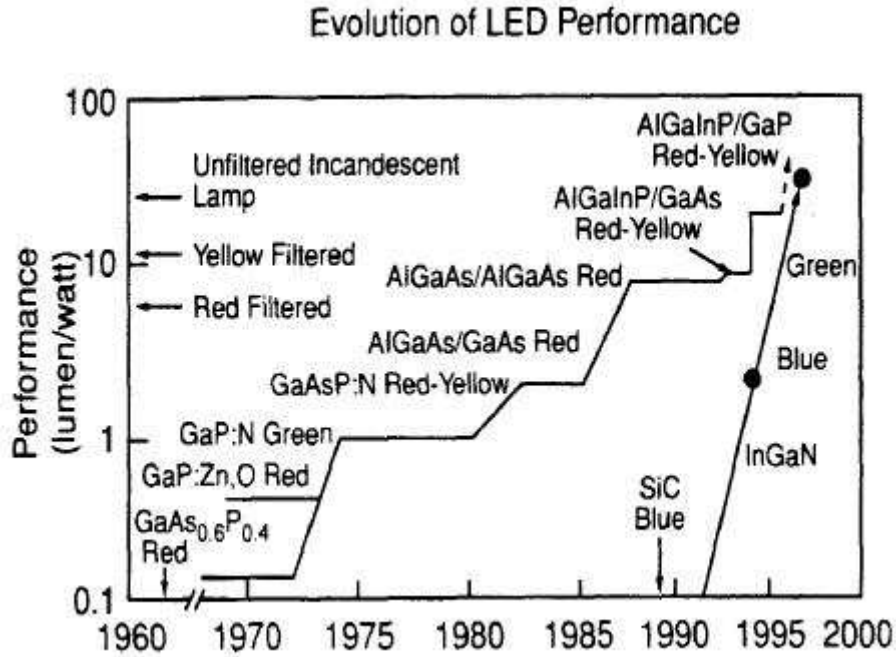 Evolution of LED Performance
Performance
(lumen/watt)
100
10
1
0.1
Unfiltered Incandescent
Lamp
Yellow Filtered
Red Filtered
AlGaInP/GaP
Red-Yellow
AlGaInP/GaAs
Red-Yellow
AlGaAs/AlGaAs Red
Green
AlGaAs/GaAs Red
Blue
GaAsP:N Red-Yellow
GaP:N Green
InGaN
GaP:Zn,O Red
SiC
Blue
GaAs0.6P0.4
Red
1960 1970 1975 1980 1985 1990 1995 2000